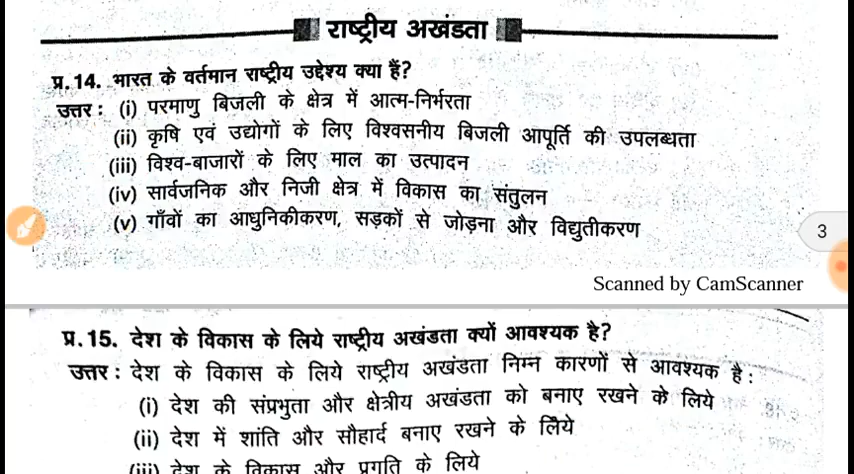 राष्ट्रीय अखंडता
प्र.14. भारत के वर्तमान राष्ट्रीय उद्देश्य क्या हैं?
उत्तर : (i) परमाणु बिजली के क्षेत्र में आत्म-निर्भरता
(ii) कृषि एवं उद्योगों के लिए विश्वसनीय बिजली आपूर्ति की उपलब्धता
(iii) विश्व-बाजारों के लिए माल का उत्पादन
(iv) सार्वजनिक और निजी क्षेत्र में विकास का संतुलन
(v) गाँवों का आधुनिकीकरण, सड़कों से जोड़ना और विद्युतीकरण
3
Scanned by CamScanner
प्र.15. देश के विकास के लिये राष्ट्रीय अखंडता क्यों आवश्यक है?
उत्तर : देश के विकास के लिये राष्ट्रीय अखंडता निम्न कारणों से आवश्यक है :
(i) देश की संप्रभुता और क्षेत्रीय अखंडता को बनाए रखने के लिये
(ii) देश में शांति और सौहार्द बनाए रखने के लिये
(iii) देश के विकास और प्रगति के लिये